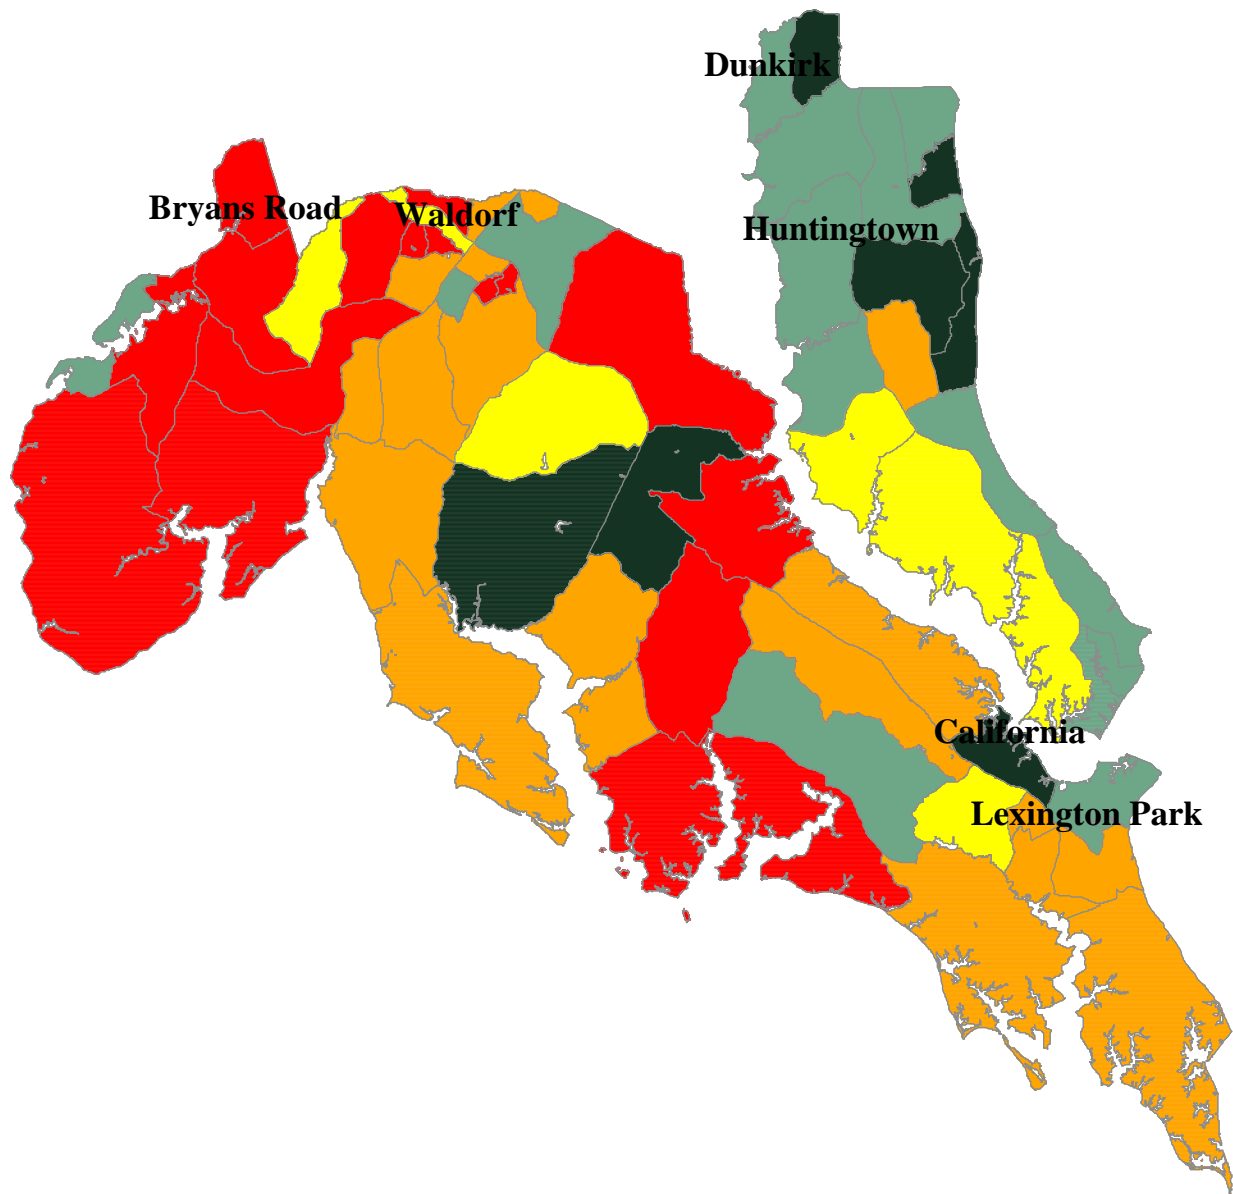 Dunkirk
Bryans Road
Waldorf
Huntingtown
California
Lexington Park